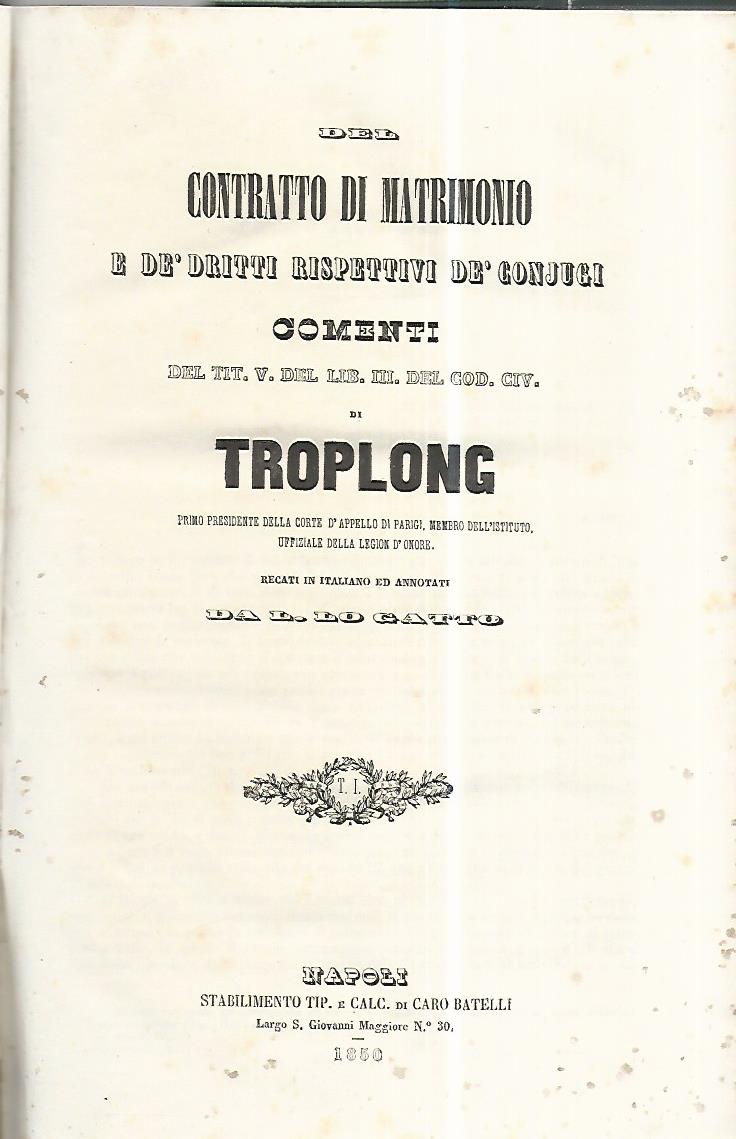 DEL
CONTRATTO DI MATRIMONIO
E DE' DRITTI RISPETTIVI DE' CONJUGI
COMENTI
DEL TIT. V. DEL LIB. III. DEL COD. CIV.
DI
TROPLONG
PRIMO PRESIDENTE DELLA CORTE D'APPELLO DI PARIGI, MEMBRO DELL'ISTITUTO,
UFFIZIALE DELLA LEGION D'ONORE.
RECATI IN ITALIANO ED ANNOTATI
DA L. LO GATTO
T. I.
NAPOLI
STABILIMENTO TIP. E CALC. DI CARO BATELLI
Largo S. Giovanni Maggiore N.º 30,
1850